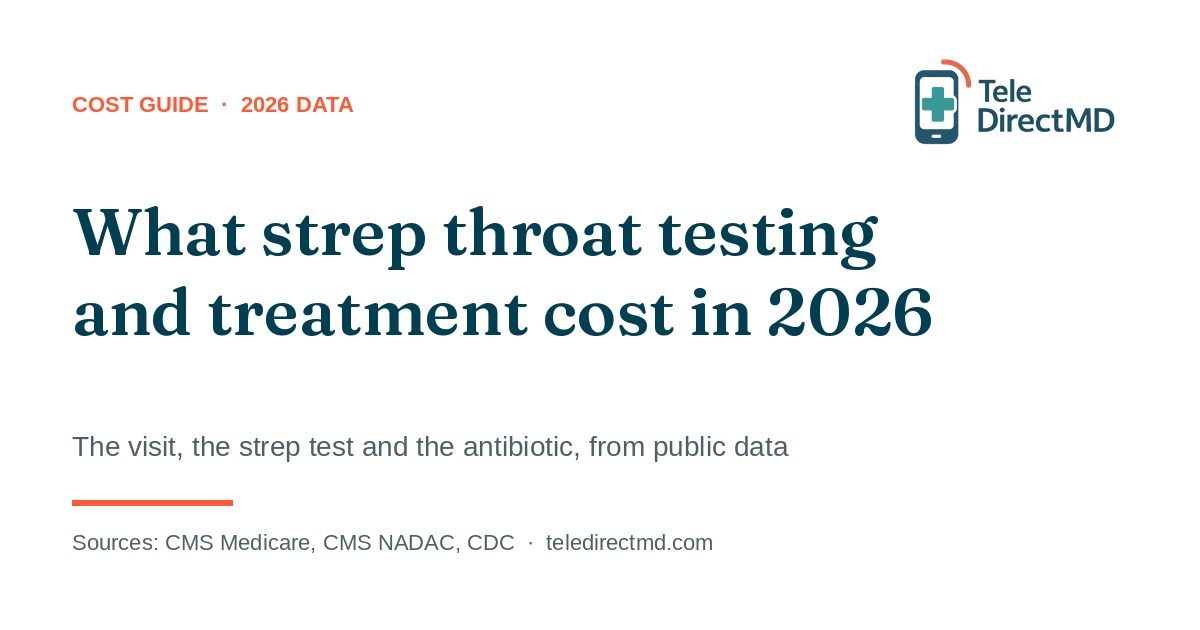 COST GUIDE · 2026 DATA
Tele
DirectMD
What strep throat testing
and treatment cost in 2026
The visit, the strep test and the antibiotic, from public data
Sources: CMS Medicare, CMS NADAC, CDC · teledirectmd.com